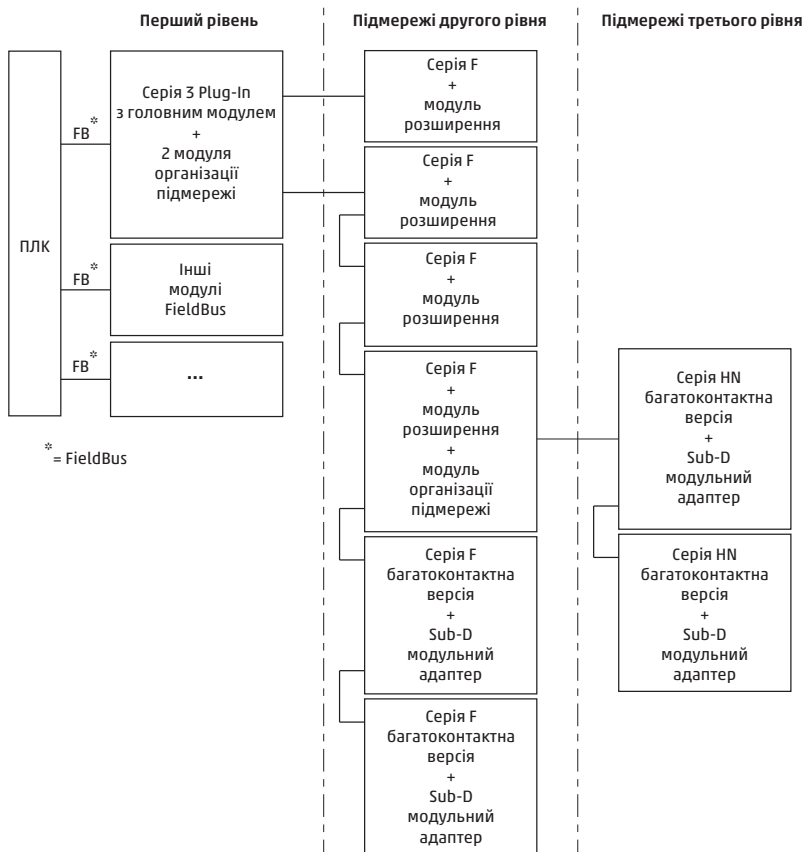 Перший рівень
Підмережі другого рівня
Підмережі третього рівня
ПЛК
FB*
FB*
FB*
Серія 3 Plug-In
з головним модулем
+
2 модуля
організації
підмережі
Інші
модулі
FieldBus
...
* = FieldBus
Серія F
+
модуль
розширення
Серія F
+
модуль
розширення
Серія F
+
модуль
розширення
Серія F
+
модуль
розширення
+
модуль
організації
підмережі
Серія F
багатоконтактна
версія
+
Sub-D
модульний
адаптер
Серія F
багатоконтактна
версія
+
Sub-D
модульний
адаптер
Серія HN
багатоконтактна
версія
+
Sub-D
модульний
адаптер
Серія HN
багатоконтактна
версія
+
Sub-D
модульний
адаптер